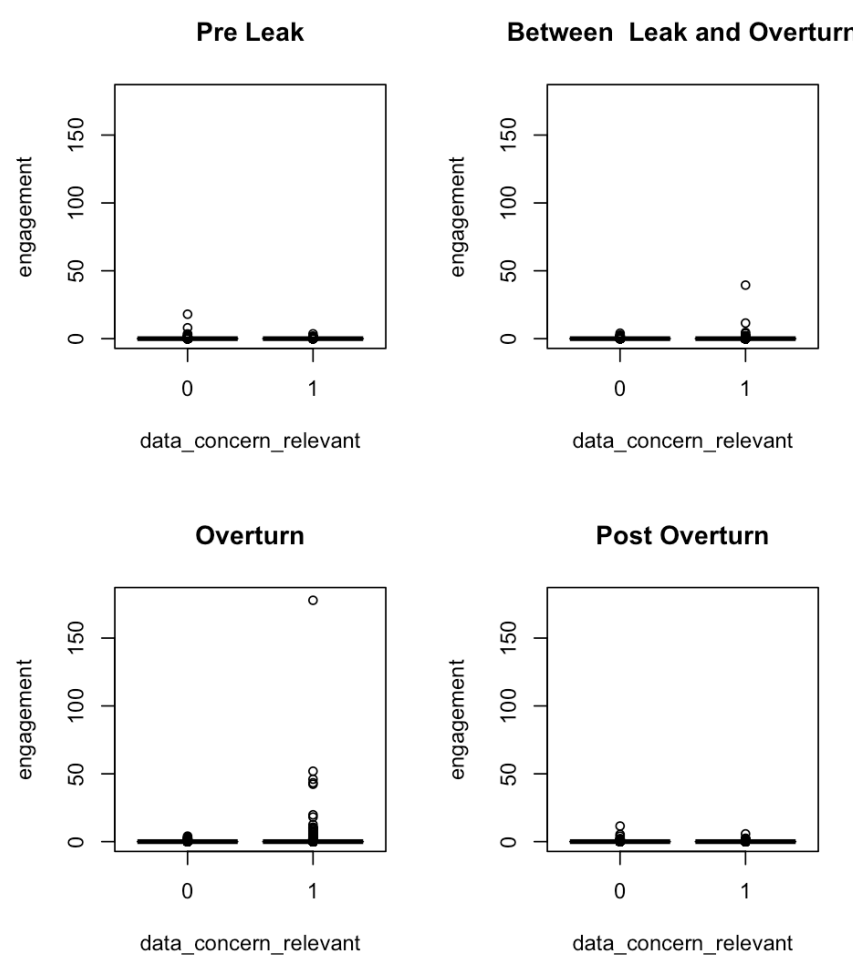 Pre Leak
engagement
150
100
50
0
0 1
data_concern_relevant
Between  Leak and Overturn
engagement
150
100
50
0
0 1
data_concern_relevant
Overturn
engagement
150
100
50
0
0 1
data_concern_relevant
Post Overturn
engagement
150
100
50
0
0 1
data_concern_relevant